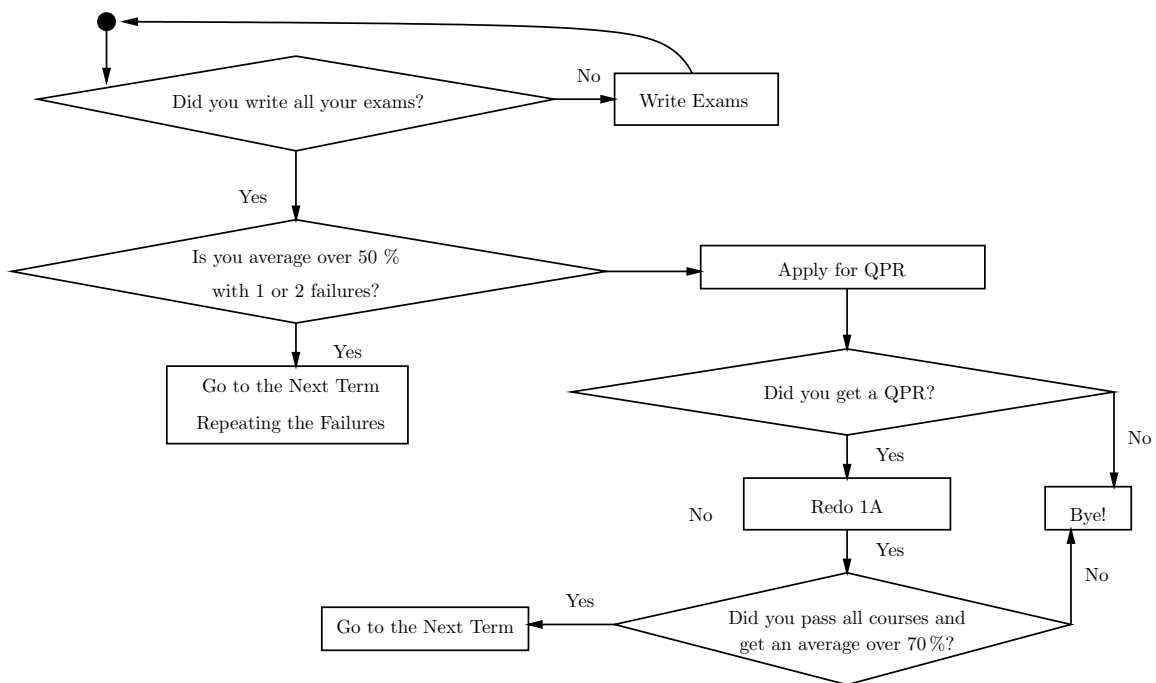 No
Did you write all your exams?
Write Exams
Yes
Is you average over 50 %
with 1 or 2 failures?
Apply for QPR
Yes
Go to the Next Term
Repeating the Failures
Did you get a QPR?
No
Yes
Redo 1A
No
Bye!
Yes
No
Yes
Go to the Next Term
Did you pass all courses and
get an average over 70 %?